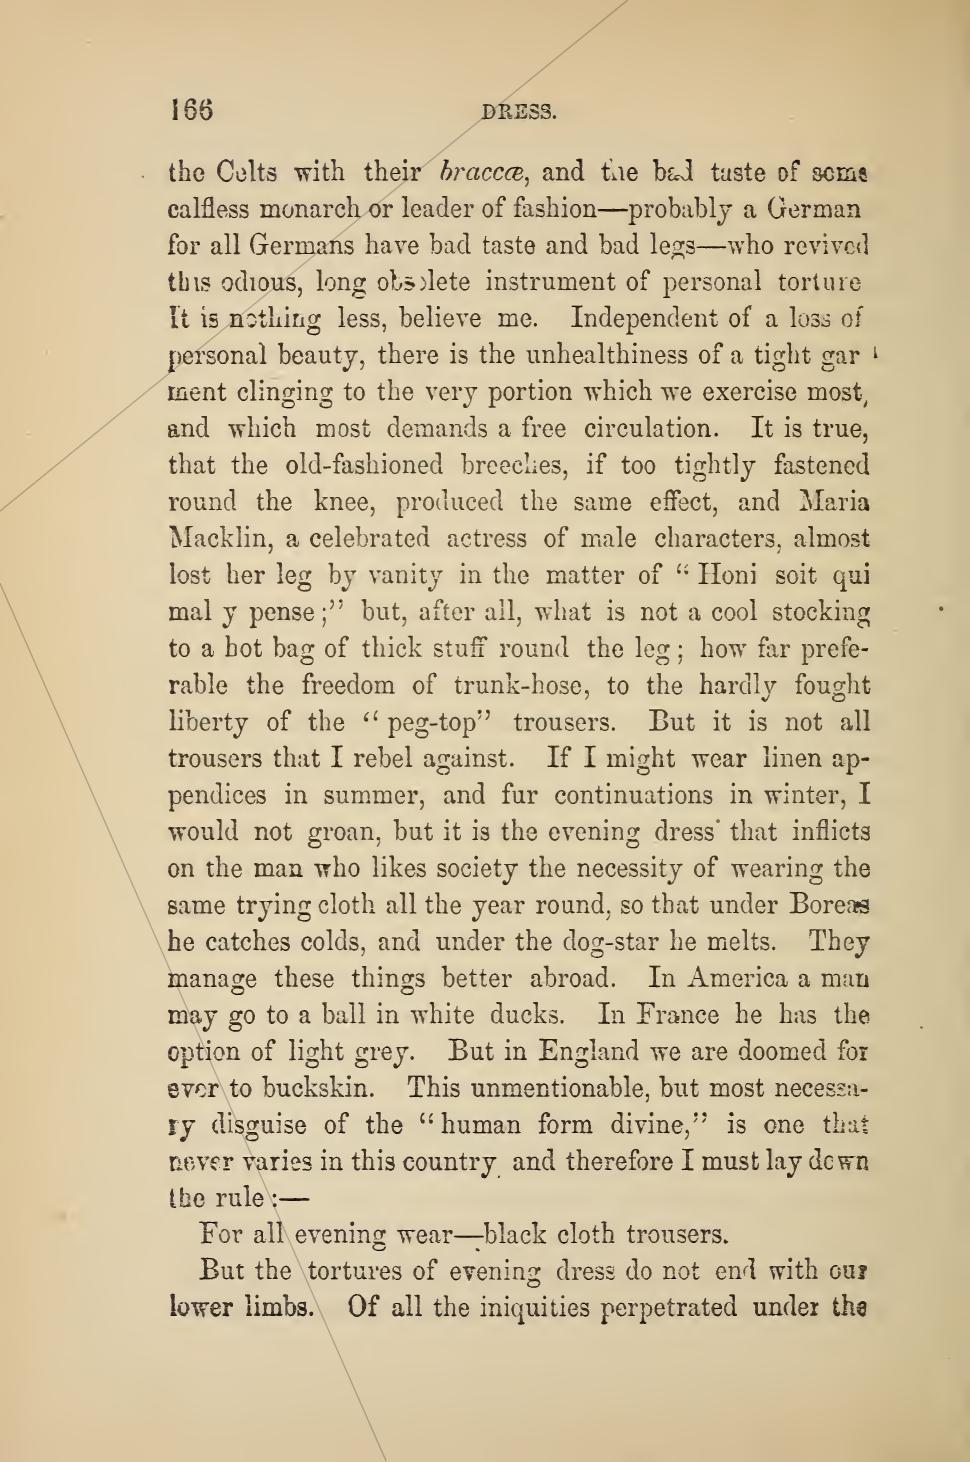 166 DRESS.
the Celts with their braccæ, and the bad taste of some
calfless monarch or leader of fashion—probably a German
for all Germans have bad taste and bad legs—who revived
this odious, long obsolete instrument of personal torture
It is nothing less, believe me. Independent of a loss of
personal beauty, there is the unhealthiness of a tight gar
ment clinging to the very portion which we exercise most,
and which most demands a free circulation. It is true,
that the old-fashioned breeches, if too tightly fastened
round the knee, produced the same effect, and Maria
Macklin, a celebrated actress of male characters, almost
lost her leg by vanity in the matter of “Honi soit qui
mal y pense;” but, after all, what is not a cool stocking
to a hot bag of thick stuff round the leg; how far prefe-
rable the freedom of trunk-hose, to the hardly fought
liberty of the “peg-top” trousers. But it is not all
trousers that I rebel against. If I might wear linen ap-
pendices in summer, and fur continuations in winter, I
would not groan, but it is the evening dress that inflicts
on the man who likes society the necessity of wearing the
same trying cloth all the year round, so that under Boreas
he catches colds, and under the dog-star he melts. They
manage these things better abroad. In America a man
may go to a ball in white ducks. In France he has the
option of light grey. But in England we are doomed for
ever to buckskin. This unmentionable, but most necessa-
ry disguise of the “human form divine,” is one that
never varies in this country and therefore I must lay down
the rule:—
For all evening wear—black cloth trousers.
But the tortures of evening dress do not end with our
lower limbs. Of all the iniquities perpetrated under the